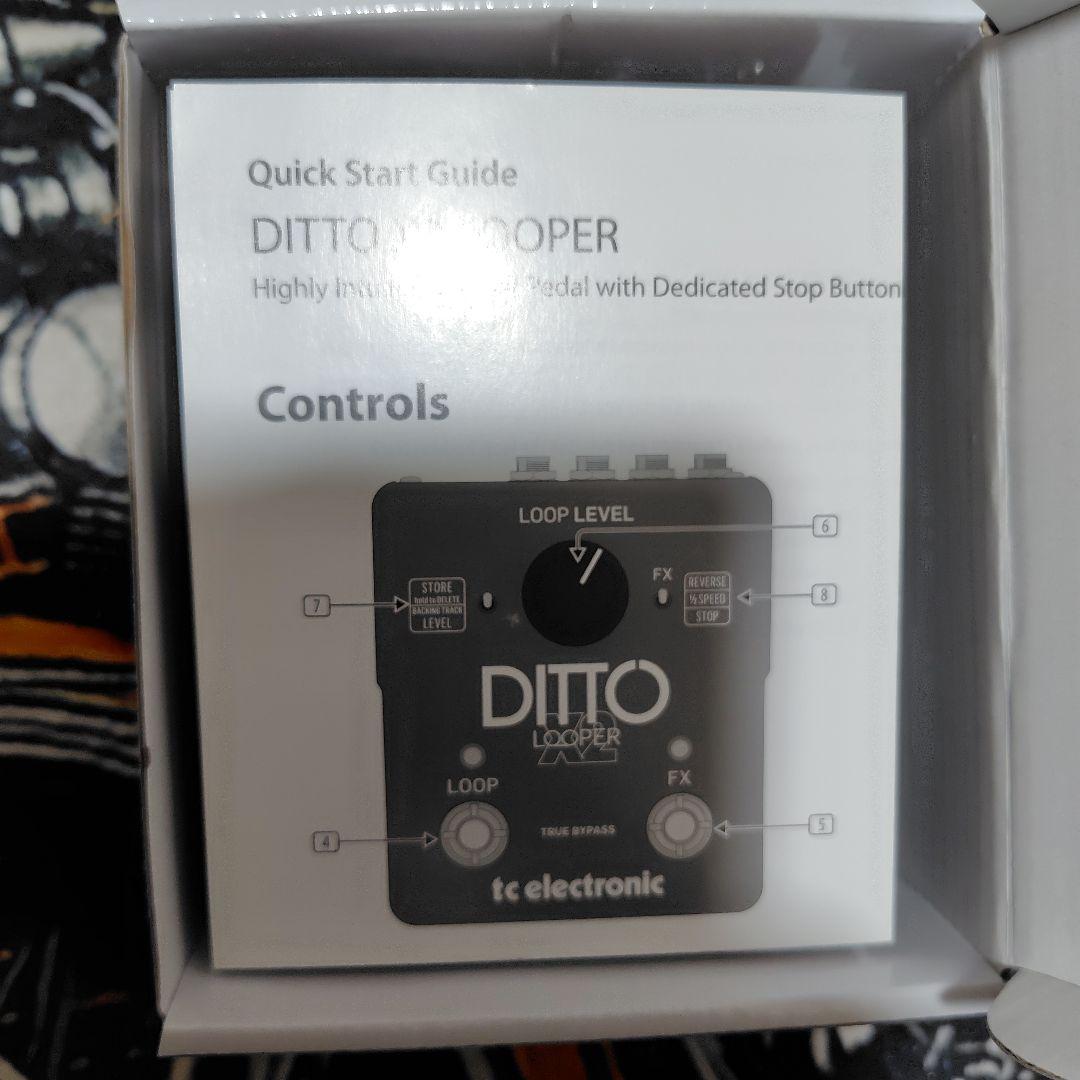 Quick Start Guide
DITTO LOOPER
Highly Pedal with Dedicated Stop Button
Controls
LOOP LEVEL
6
FX
7
STORE
hold to DELETE
BACKING TRACK
LEVEL
REVERSE
½ SPEED
STOP
8
DITTO
X2
LOOPER
LOOP
FX
4
TRUE BYPASS
5
tc electronic